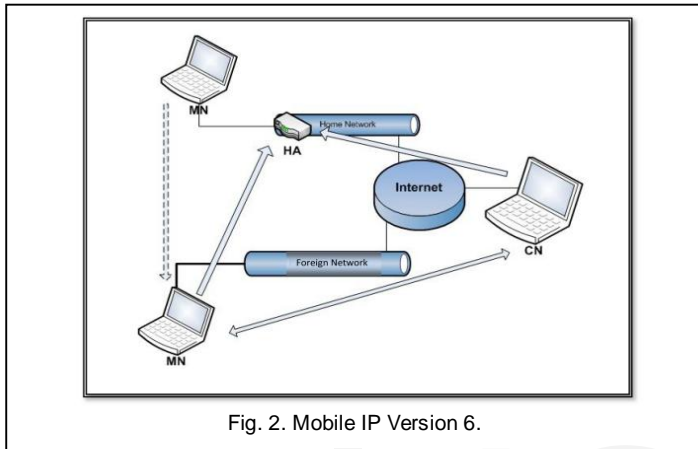 MN
Home Network
HA
Internet
CN
Foreign Network
MN
Fig. 2. Mobile IP Version 6.